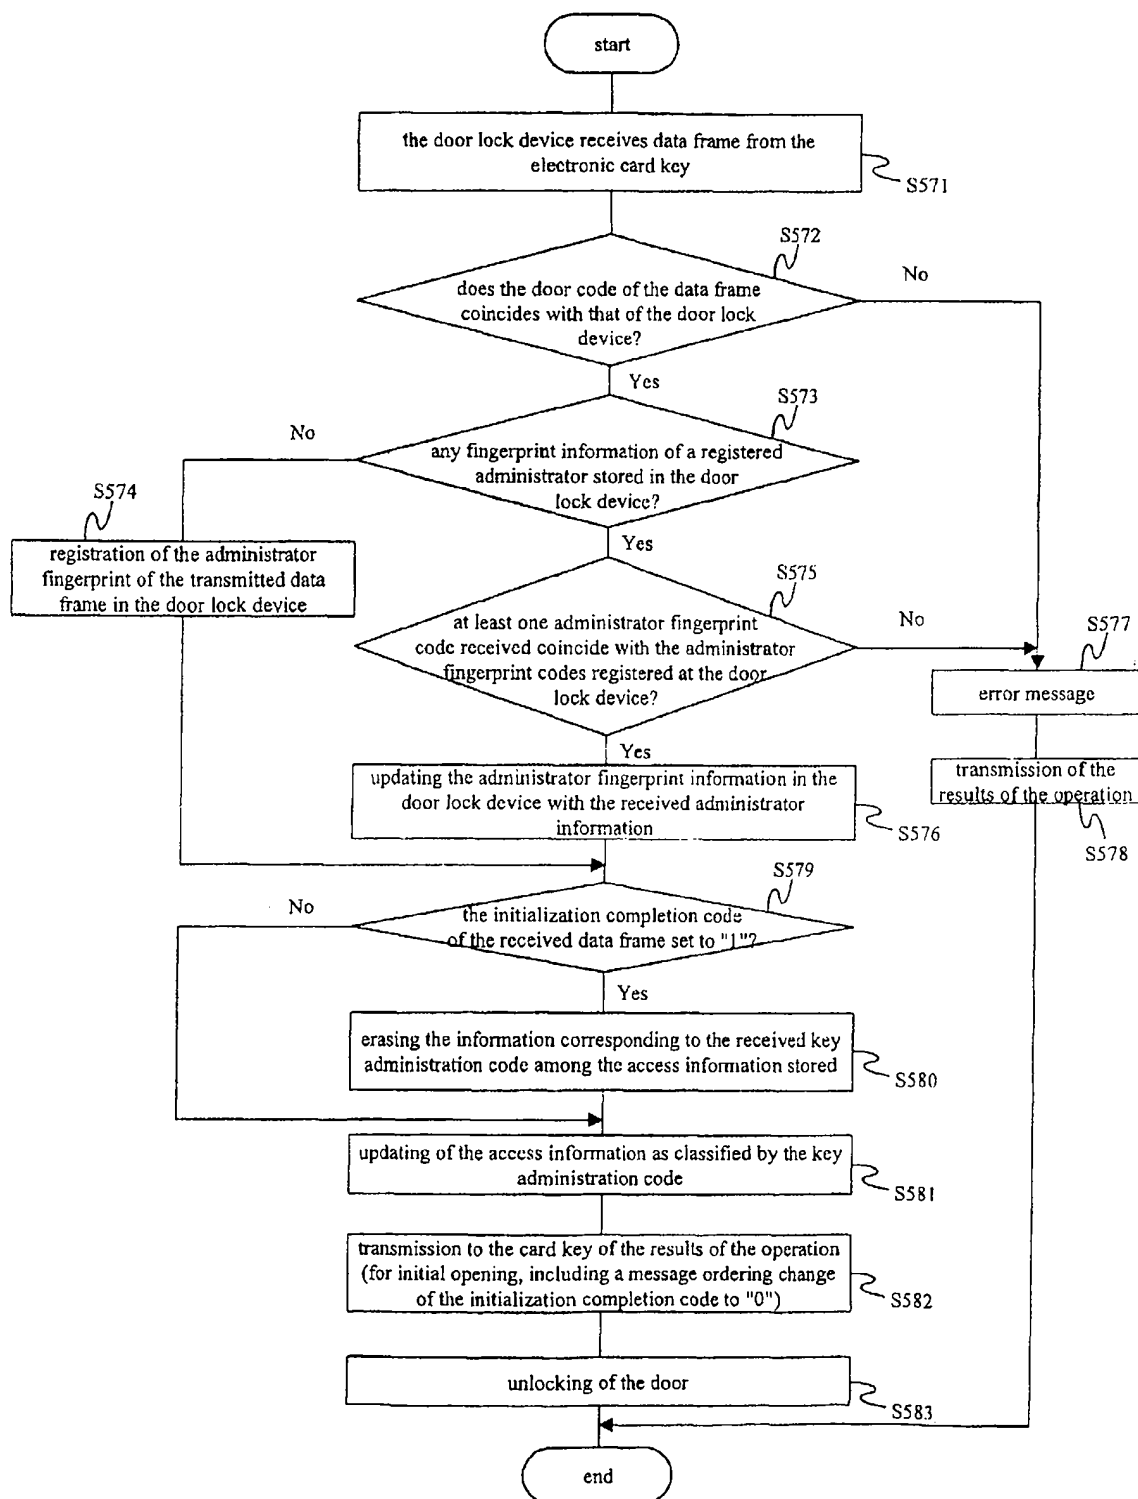 start
the door lock device receives data frame from the
electronic card key
S571
S572
No
does the door code of the data frame
coincides with that of the door lock
device?
Yes
S573
No
any fingerprint information of a registered
administrator stored in the door
lock device?
S574
Yes
registration of the administrator
fingerprint of the transmitted data
frame in the door lock device
S575
at least one administrator fingerprint
code received coincide with the administrator
fingerprint codes registered at the door
lock device?
No
S577
error message
Yes
updating the administrator fingerprint information in the
door lock device with the received administrator
information
S576
transmission of the
results of the operation
S578
S579
No
the initialization completion code
of the received data frame set to "1"?
Yes
erasing the information corresponding to the received key
administration code among the access information stored
S580
updating of the access information as classified by the key
administration code
S581
transmission to the card key of the results of the operation
(for initial opening, including a message ordering change
of the initialization completion code to "0")
S582
unlocking of the door
S583
end